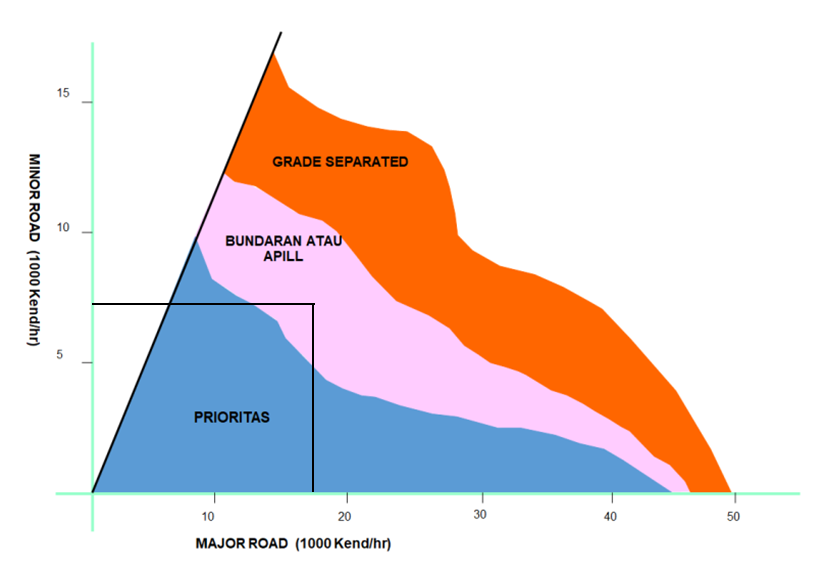 15
GRADE SEPARATED
MINOR ROAD (1000 Kend/hr)
10
BUNDARAN ATAU
APILL
5
PRIORITAS
10
20
30
40
50
MAJOR ROAD (1000 Kend/hr)